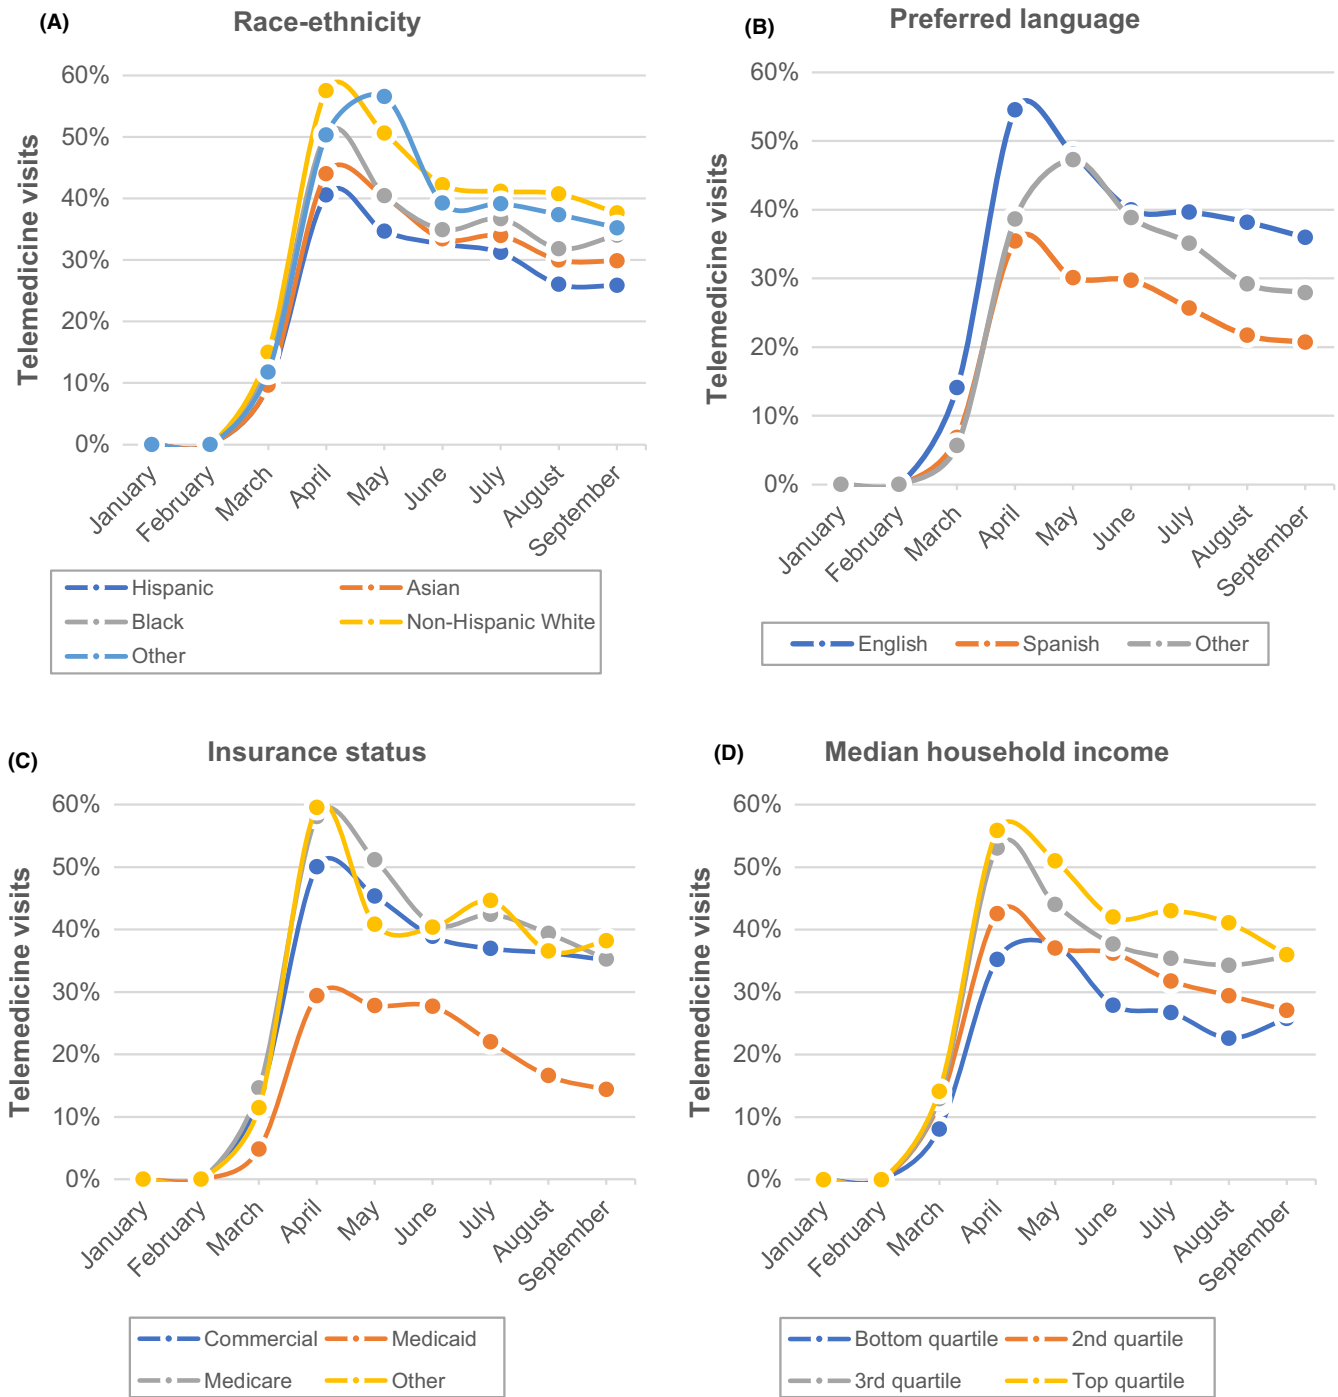 (A)
Race-ethnicity
Telemedicine visits
60%
50%
40%
30%
20%
10%
0%
January
February
March
April
May
June
July
August
September
Hispanic
Asian
Black
Non-Hispanic White
Other
(B)
Preferred language
Telemedicine visits
60%
50%
40%
30%
20%
10%
0%
January
February
March
April
May
June
July
August
September
English
Spanish
Other
(C)
Insurance status
Telemedicine visits
60%
50%
40%
30%
20%
10%
0%
January
February
March
April
May
June
July
August
September
Commercial
Medicaid
Medicare
Other
(D)
Median household income
Telemedicine visits
60%
50%
40%
30%
20%
10%
0%
January
February
March
April
May
June
July
August
September
Bottom quartile
2nd quartile
3rd quartile
Top quartile